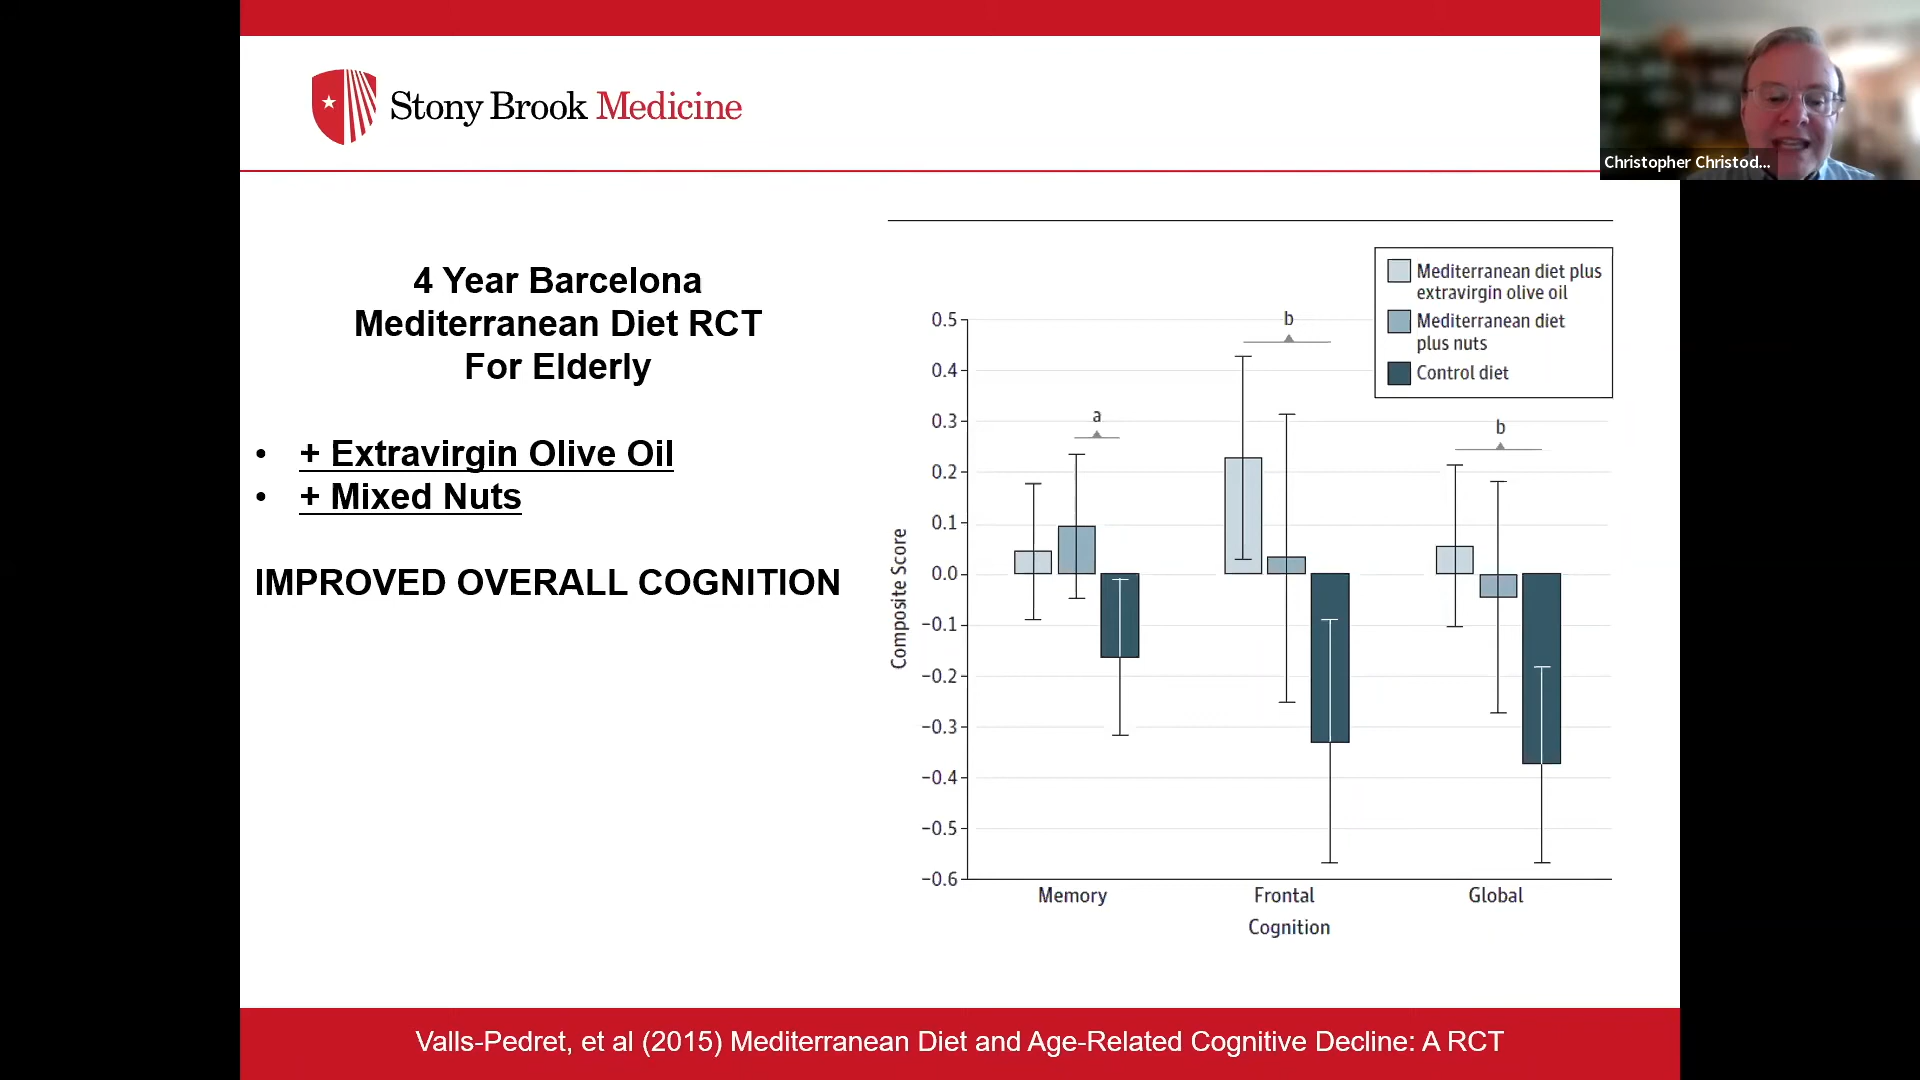 Stony Brook Medicine
Christopher Christod...
4 Year Barcelona
Mediterranean Diet RCT
For Elderly
• + Extravirgin Olive Oil
• + Mixed Nuts
IMPROVED OVERALL COGNITION
Mediterranean diet plus
extravirgin olive oil
Mediterranean diet
plus nuts
Control diet
0.5
0.4
0.3
0.2
0.1
0.0
−0.1
−0.2
−0.3
−0.4
−0.5
−0.6
Composite Score
a
b
b
Memory
Frontal
Global
Cognition
Valls-Pedret, et al (2015) Mediterranean Diet and Age-Related Cognitive Decline: A RCT